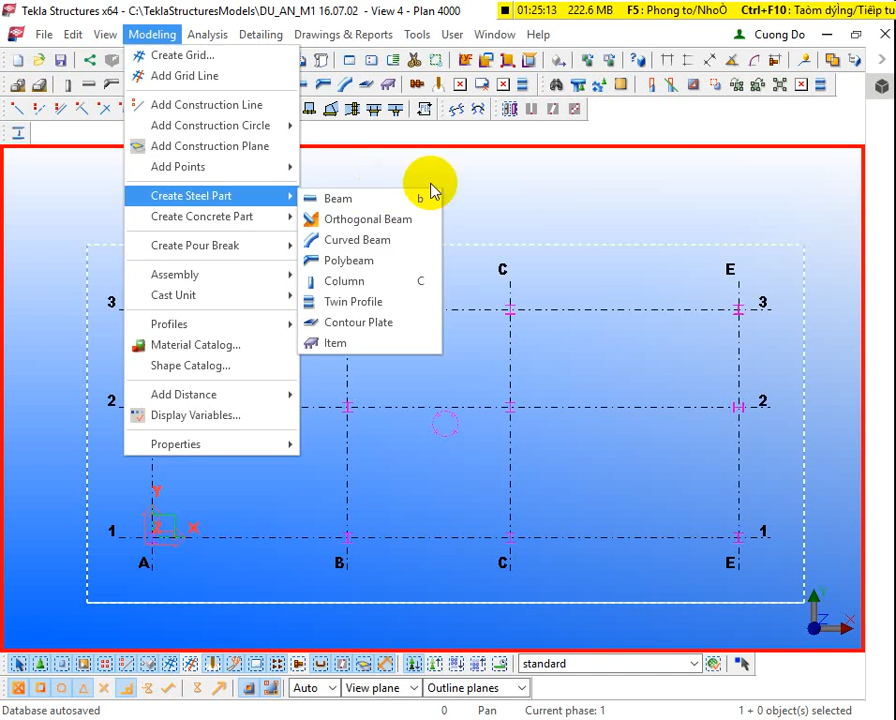 Tekla Structures x64 - C:\TeklaStructuresModels\DU_AN_M1 16.07.02 - View 4 - Plan 4000
01:25:13 222.6 MB F5 : Phong to/NhoÒ Ctrl+F10 : Taòm dýÌng/Tiêìp tu
File Edit View Modeling Analysis Detailing Drawings & Reports Tools User Window Help Cuong Do
Create Grid...
Add Grid Line
Add Construction Line
Add Construction Circle
Add Construction Plane
Add Points
Create Steel Part
Create Concrete Part
Create Pour Break
Assembly
Cast Unit
Profiles
Material Catalog...
Shape Catalog...
Add Distance
Display Variables...
Properties
Beam b
Orthogonal Beam
Curved Beam
Polybeam
Column C
Twin Profile
Contour Plate
Item
C E
3 3
2 2
Y
Z X
1 1
A B C E
Y
Z X
standard
Auto View plane Outline planes
Database autosaved 0 Pan Current phase: 1 1 + 0 object(s) selected